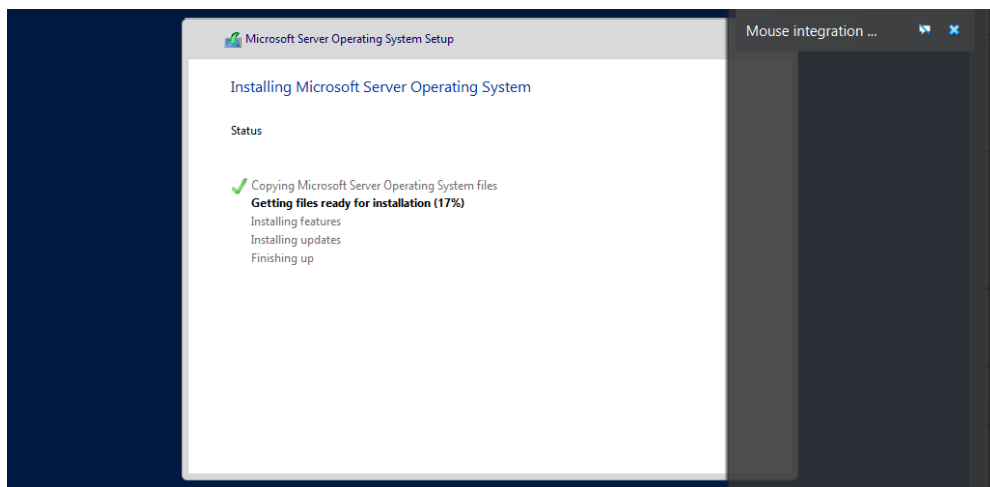 Microsoft Server Operating System Setup
Mouse integration ...
Installing Microsoft Server Operating System
Status
Copying Microsoft Server Operating System files
Getting files ready for installation (17%)
Installing features
Installing updates
Finishing up